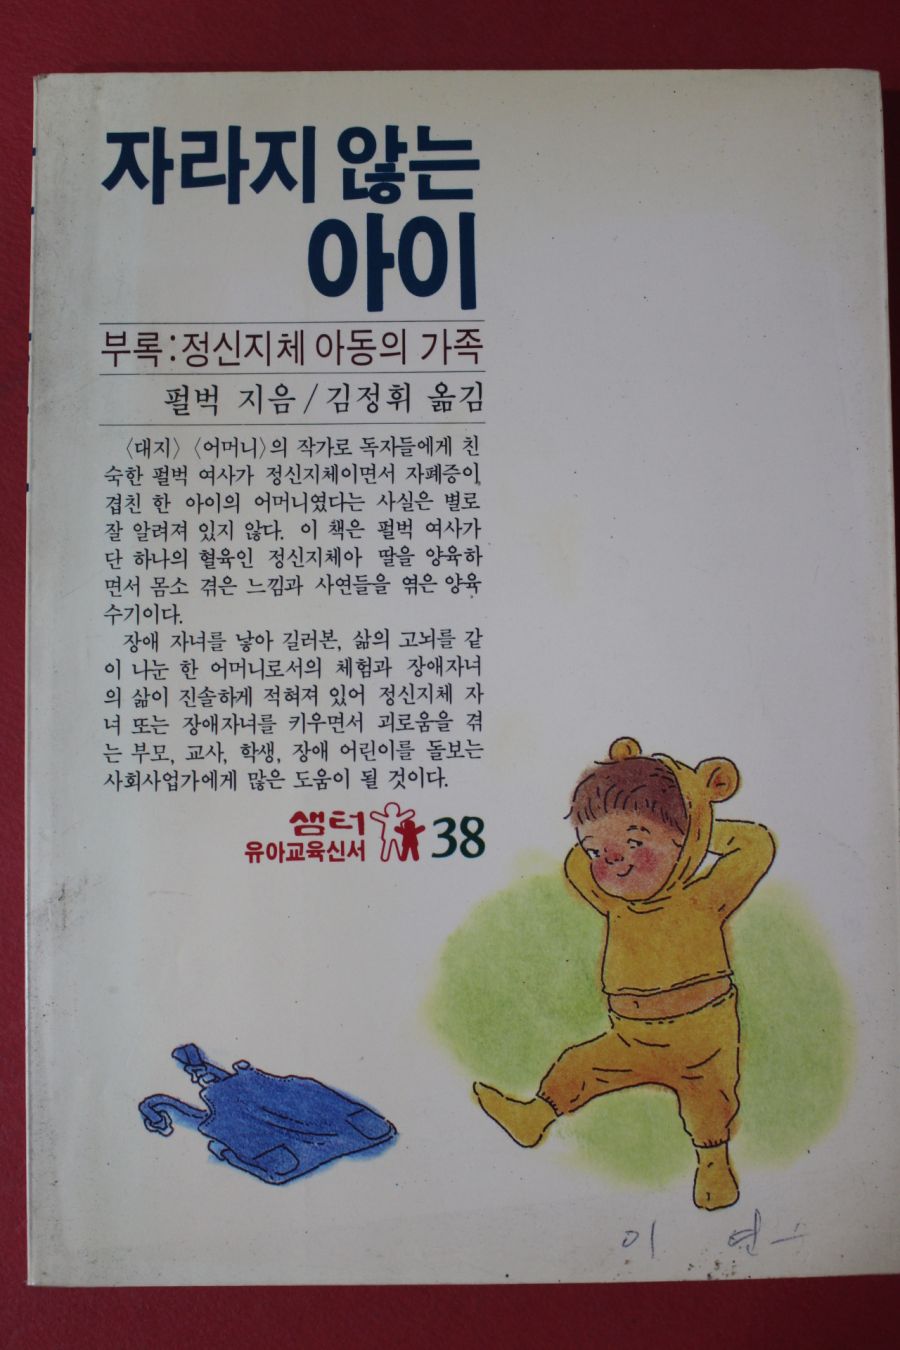 자라지 않는
아이
부록:정신지체 아동의 가족
펄벅 지음/김정휘 옮김
〈대지〉 〈어머니〉의 작가로 독자들에게 친
숙한 펄벅 여사가 정신지체이면서 자폐증이
겹친 한 아이의 어머니였다는 사실은 별로
잘 알려져 있지 않다. 이 책은 펄벅 여사가
단 하나의 혈육인 정신지체아 딸을 양육하
면서 몸소 겪은 느낌과 사연들을 엮은 양육
수기이다.
장애 자녀를 낳아 길러본, 삶의 고뇌를 같
이 나눈 한 어머니로서의 체험과 장애자녀
의 삶이 진솔하게 적혀져 있어 정신지체 자
녀 또는 장애자녀를 키우면서 괴로움을 겪
는 부모, 교사, 학생, 장애 어린이를 돌보는
사회사업가에게 많은 도움이 될 것이다.
샘터
유아교육신서 38
이 연